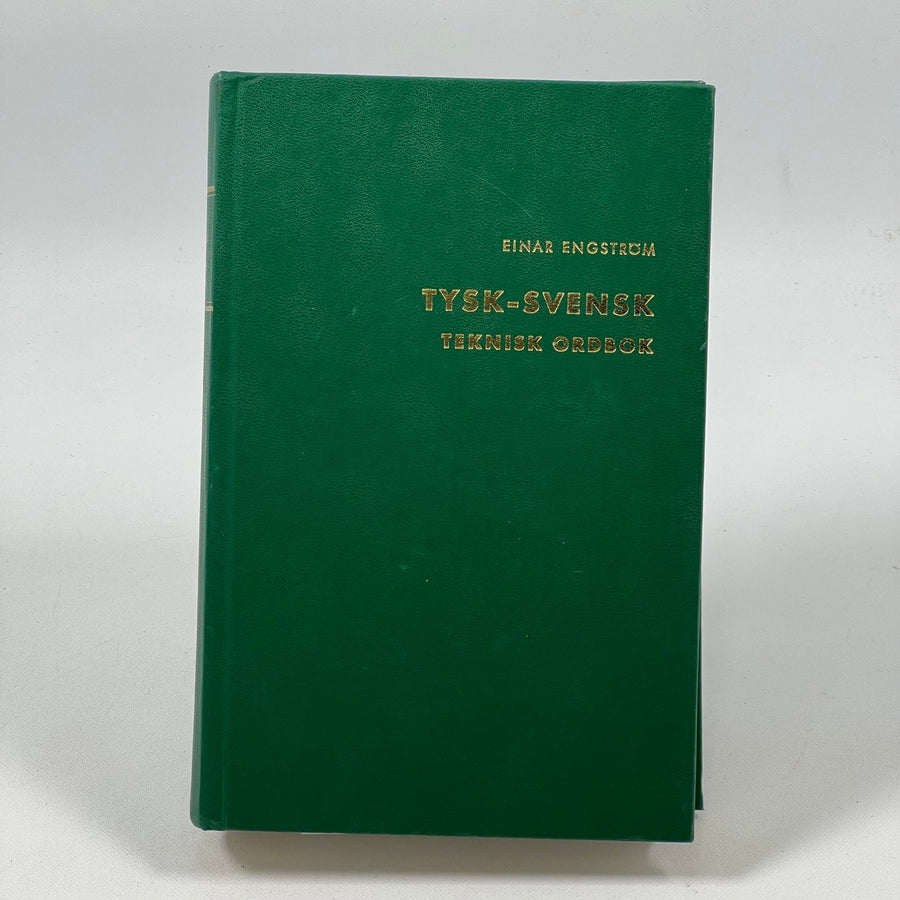 EINAR ENGSTRÖM
TYSK-SVENSK
TEKNISK ORDBOK